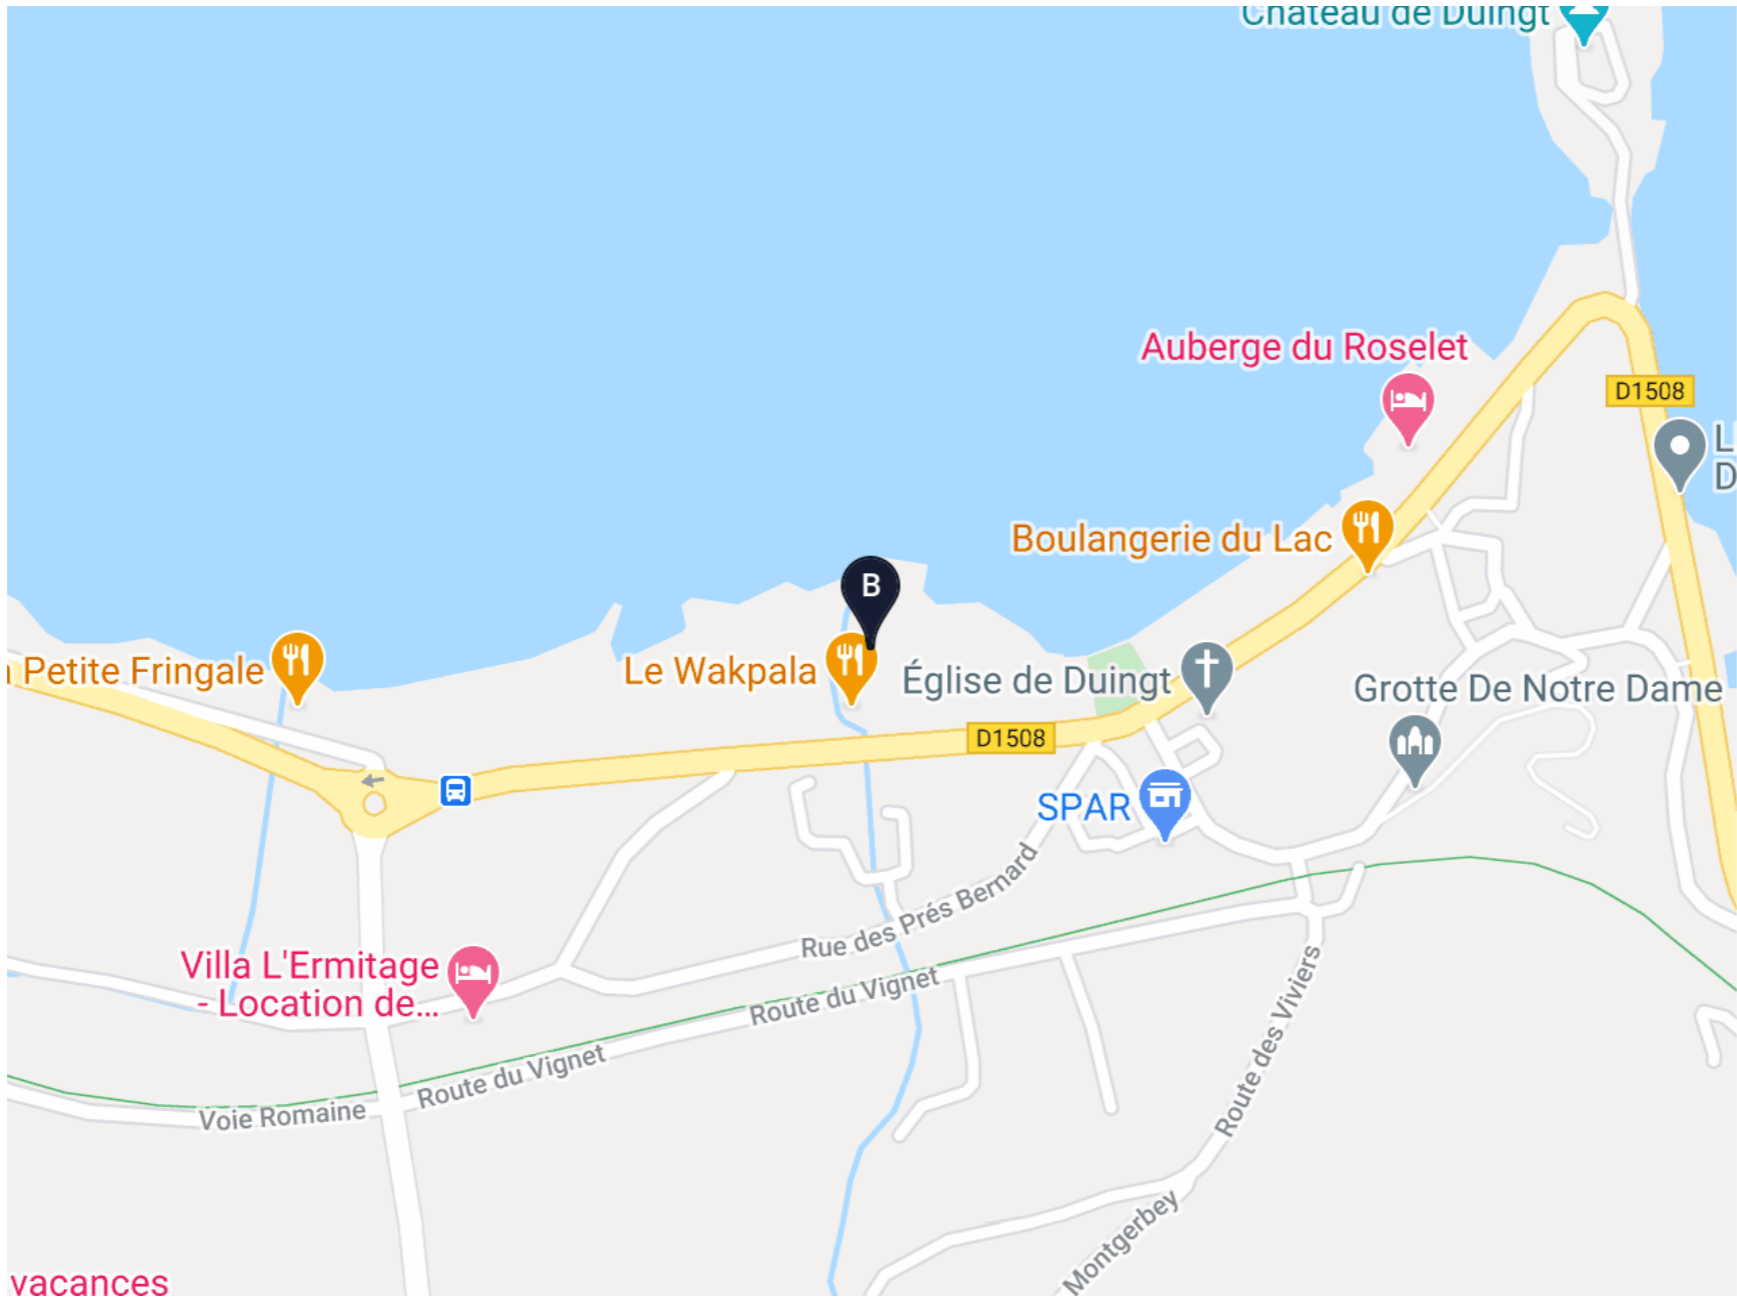 Château de Duingt
Auberge du Roselet
D1508
L
D
Boulangerie du Lac
B
Petite Fringale
Le Wakpala
Église de Duingt
Grotte De Notre Dame
D1508
SPAR
Rue des Prés Bernard
Villa L'Ermitage
- Location de...
Route du Vignet
Route du Vignet
Voie Romaine
Route des Viviers
Montgerbey
vacances